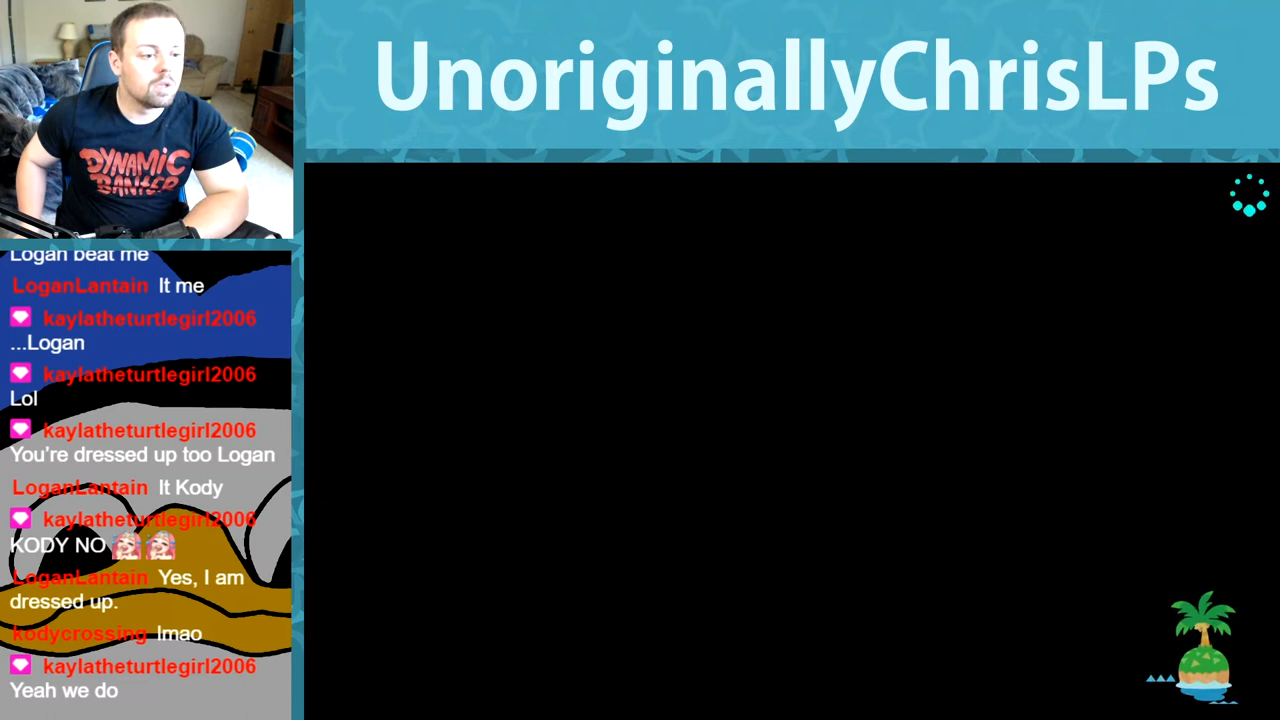 UnoriginallyChrisLPs
DYNAMIC
BANTER
Logan beat me
LoganLantain It me
kaylatheturtlegirl2006
...Logan
kaylatheturtlegirl2006
Lol
kaylatheturtlegirl2006
You're dressed up too Logan
LoganLantain It Kody
kaylatheturtlegirl2006
KODY NO
LoganLantain Yes, I am
dressed up.
kodycrossing lmao
kaylatheturtlegirl2006
Yeah we do